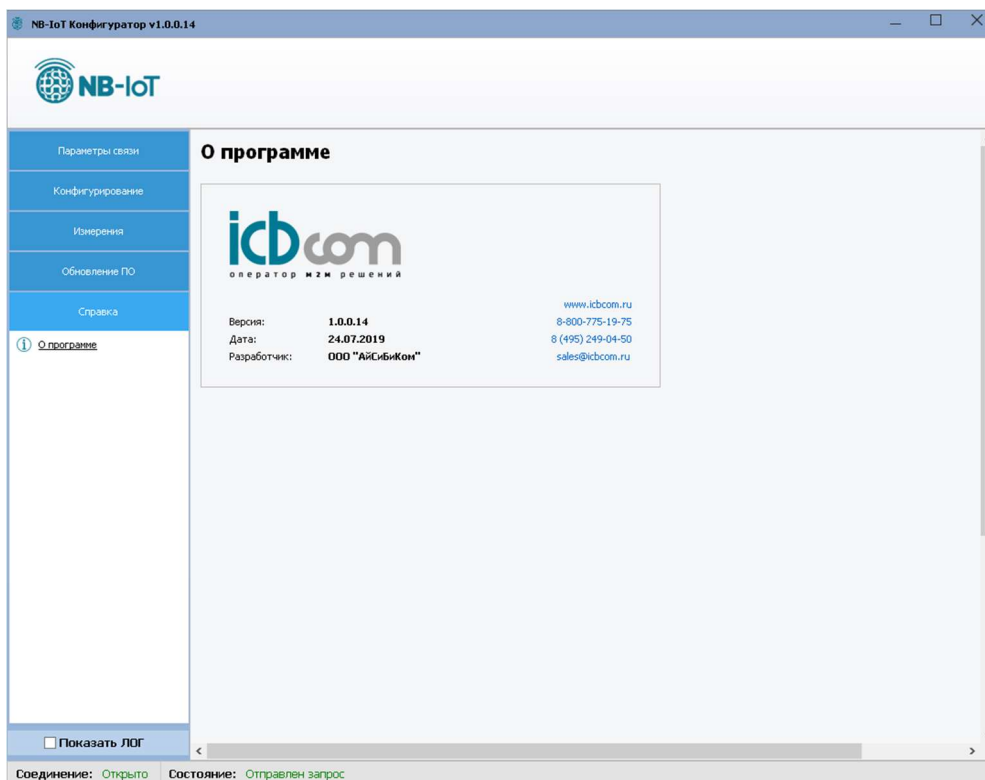 NB-IoT Конфигуратор v1.0.0.14
NB-IoT
Параметры связи
Конфигурирование
Измерения
Обновление ПО
Справка
О программе
О программе
icbcom
оператор м2м решений
www.icbcom.ru
Версия: 1.0.0.14 8-800-775-19-75
Дата: 24.07.2019 8 (495) 249-04-50
Разработчик: ООО "АйСиБиКом" sales@icbcom.ru
Показать ЛОГ
Соединение: Открыто Состояние: Отправлен запрос